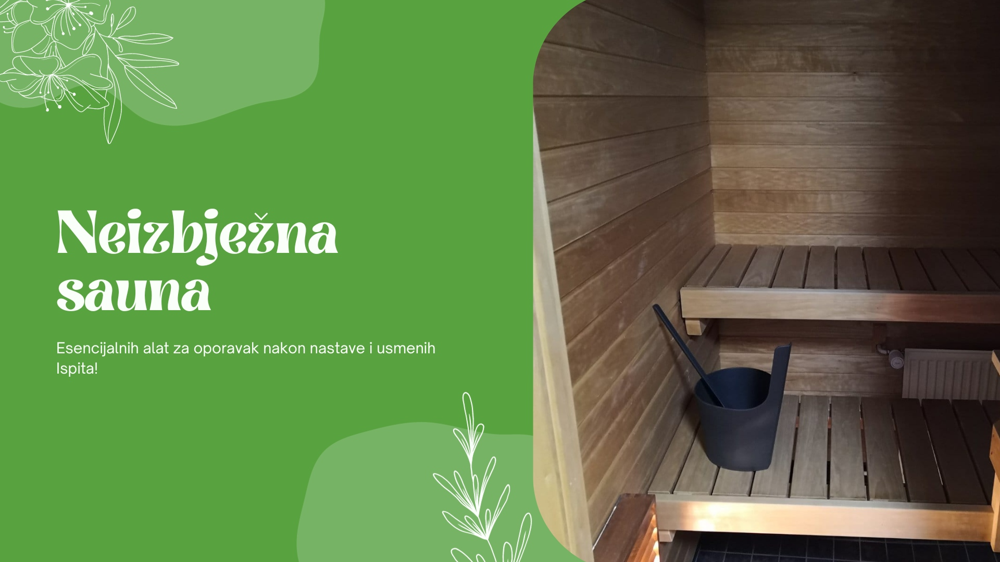 Neizbježna
sauna
Esencijalnih alat za oporavak nakon nastave i usmenih
Ispita!